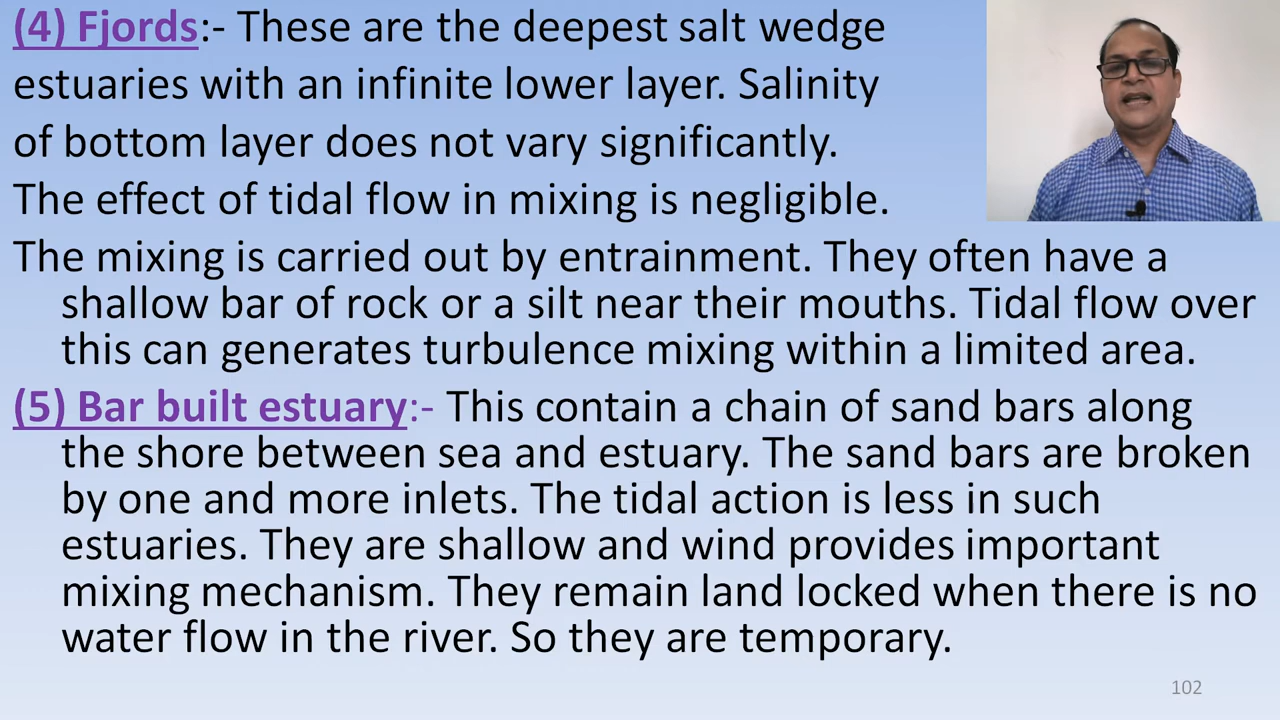 (4) Fjords:- These are the deepest salt wedge
estuaries with an infinite lower layer. Salinity
of bottom layer does not vary significantly.
The effect of tidal flow in mixing is negligible.
The mixing is carried out by entrainment. They often have a
shallow bar of rock or a silt near their mouths. Tidal flow over
this can generates turbulence mixing within a limited area.
(5) Bar built estuary:- This contain a chain of sand bars along
the shore between sea and estuary. The sand bars are broken
by one and more inlets. The tidal action is less in such
estuaries. They are shallow and wind provides important
mixing mechanism. They remain land locked when there is no
water flow in the river. So they are temporary.
102